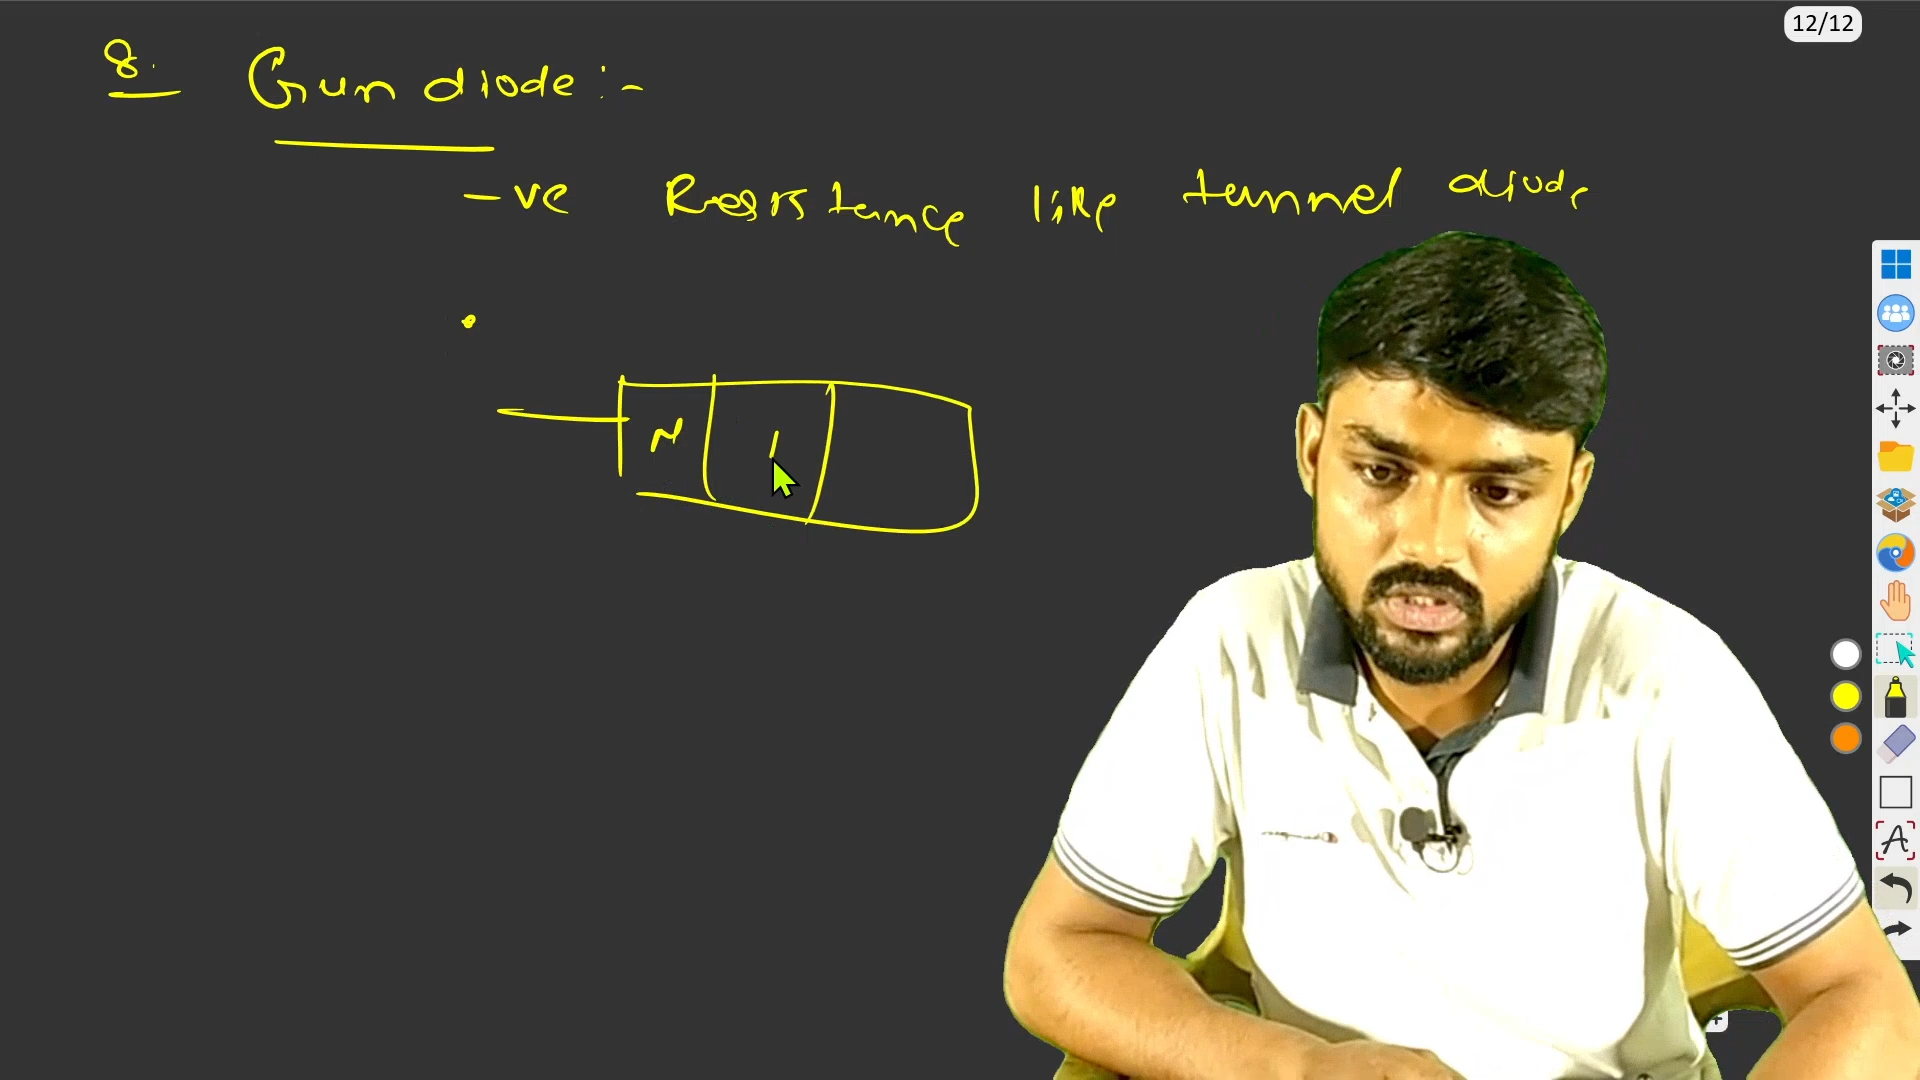 12/12
8. Gun diode :-
-ve Resistance like tunnel diode
N